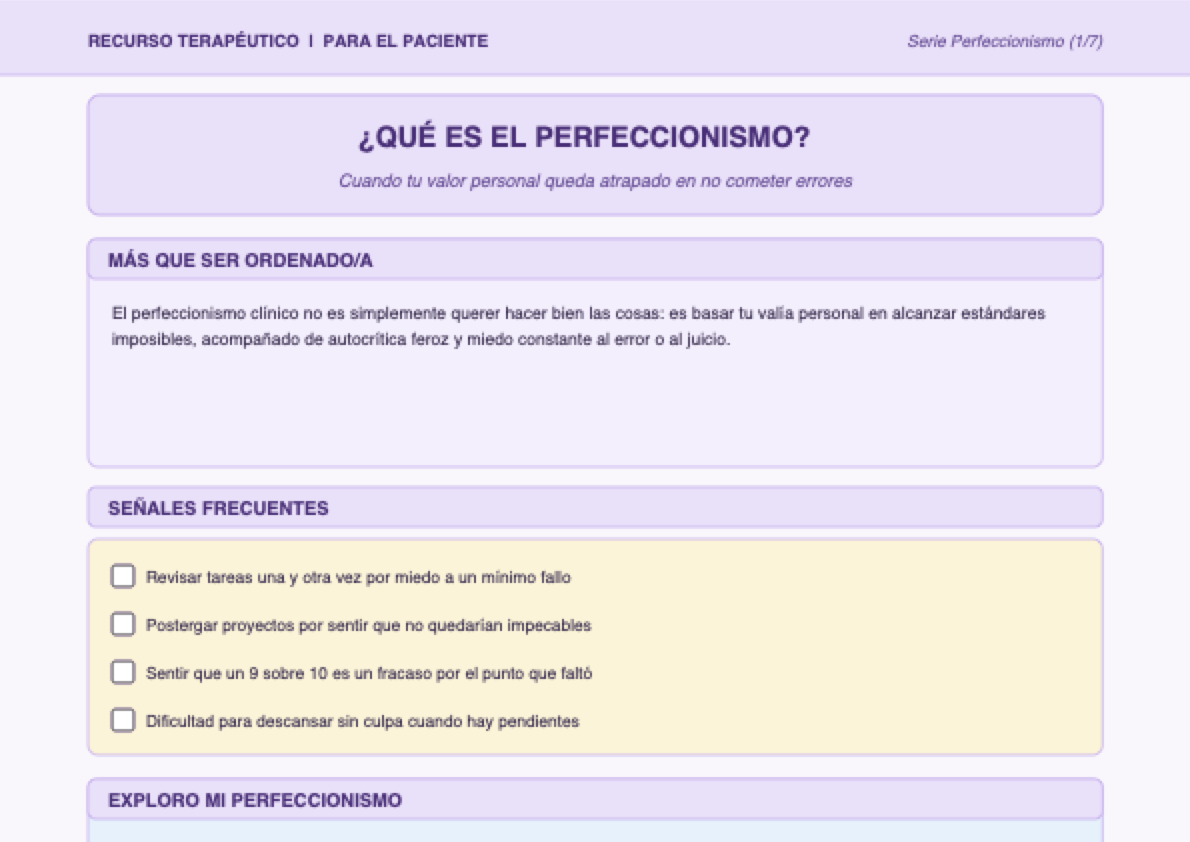 RECURSO TERAPÉUTICO | PARA EL PACIENTE
Serie Perfeccionismo (1/7)
¿QUÉ ES EL PERFECCIONISMO?
Cuando tu valor personal queda atrapado en no cometer errores
MÁS QUE SER ORDENADO/A
El perfeccionismo clínico no es simplemente querer hacer bien las cosas: es basar tu valía personal en alcanzar estándares
imposibles, acompañado de autocrítica feroz y miedo constante al error o al juicio.
SEÑALES FRECUENTES
Revisar tareas una y otra vez por miedo a un mínimo fallo
Postergar proyectos por sentir que no quedarían impecables
Sentir que un 9 sobre 10 es un fracaso por el punto que faltó
Dificultad para descansar sin culpa cuando hay pendientes
EXPLORO MI PERFECCIONISMO